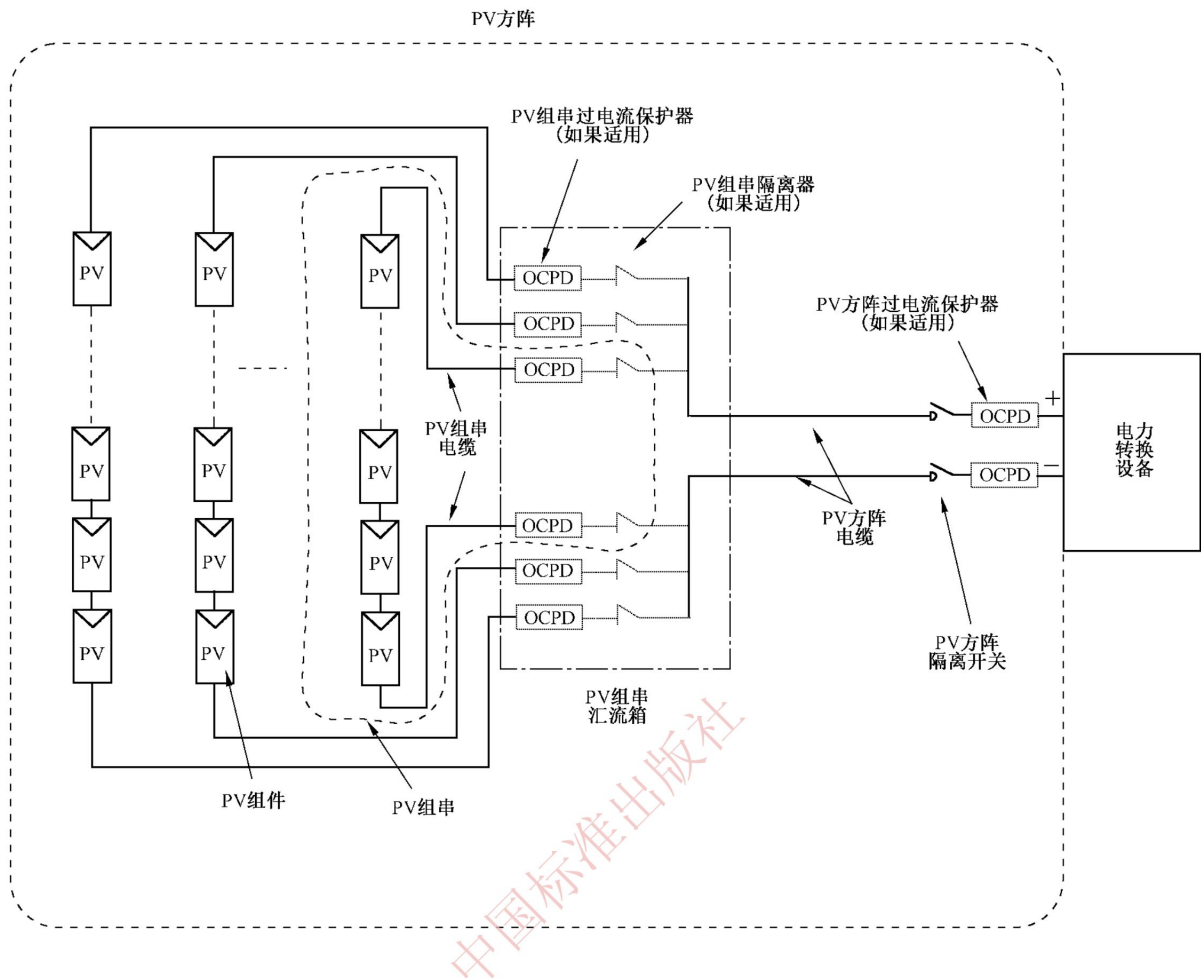 PV方阵
PV组串过电流保护器
(如果适用)
PV组串隔离器
(如果适用)
PV
PV
PV
OCPD
OCPD
OCPD
PV方阵过电流保护器
(如果适用)
PV组串
电缆
OCPD
+
OCPD
−
电力
转换
设备
PV
PV
PV
PV方阵
电缆
PV
PV
PV
OCPD
OCPD
OCPD
PV
PV
PV
PV方阵
隔离开关
PV组串
汇流箱
PV组件
PV组串
中国标准出版社